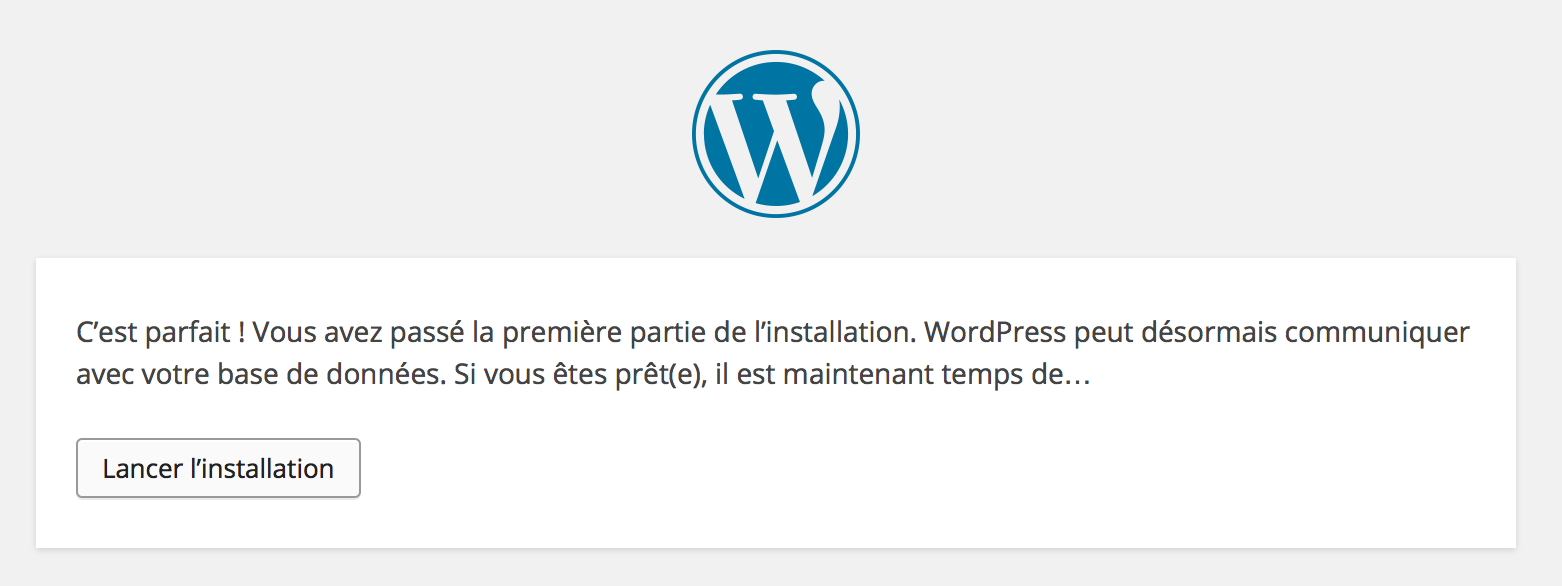 C’est parfait ! Vous avez passé la première partie de l’installation. WordPress peut désormais communiquer
avec votre base de données. Si vous êtes prêt(e), il est maintenant temps de…
Lancer l’installation